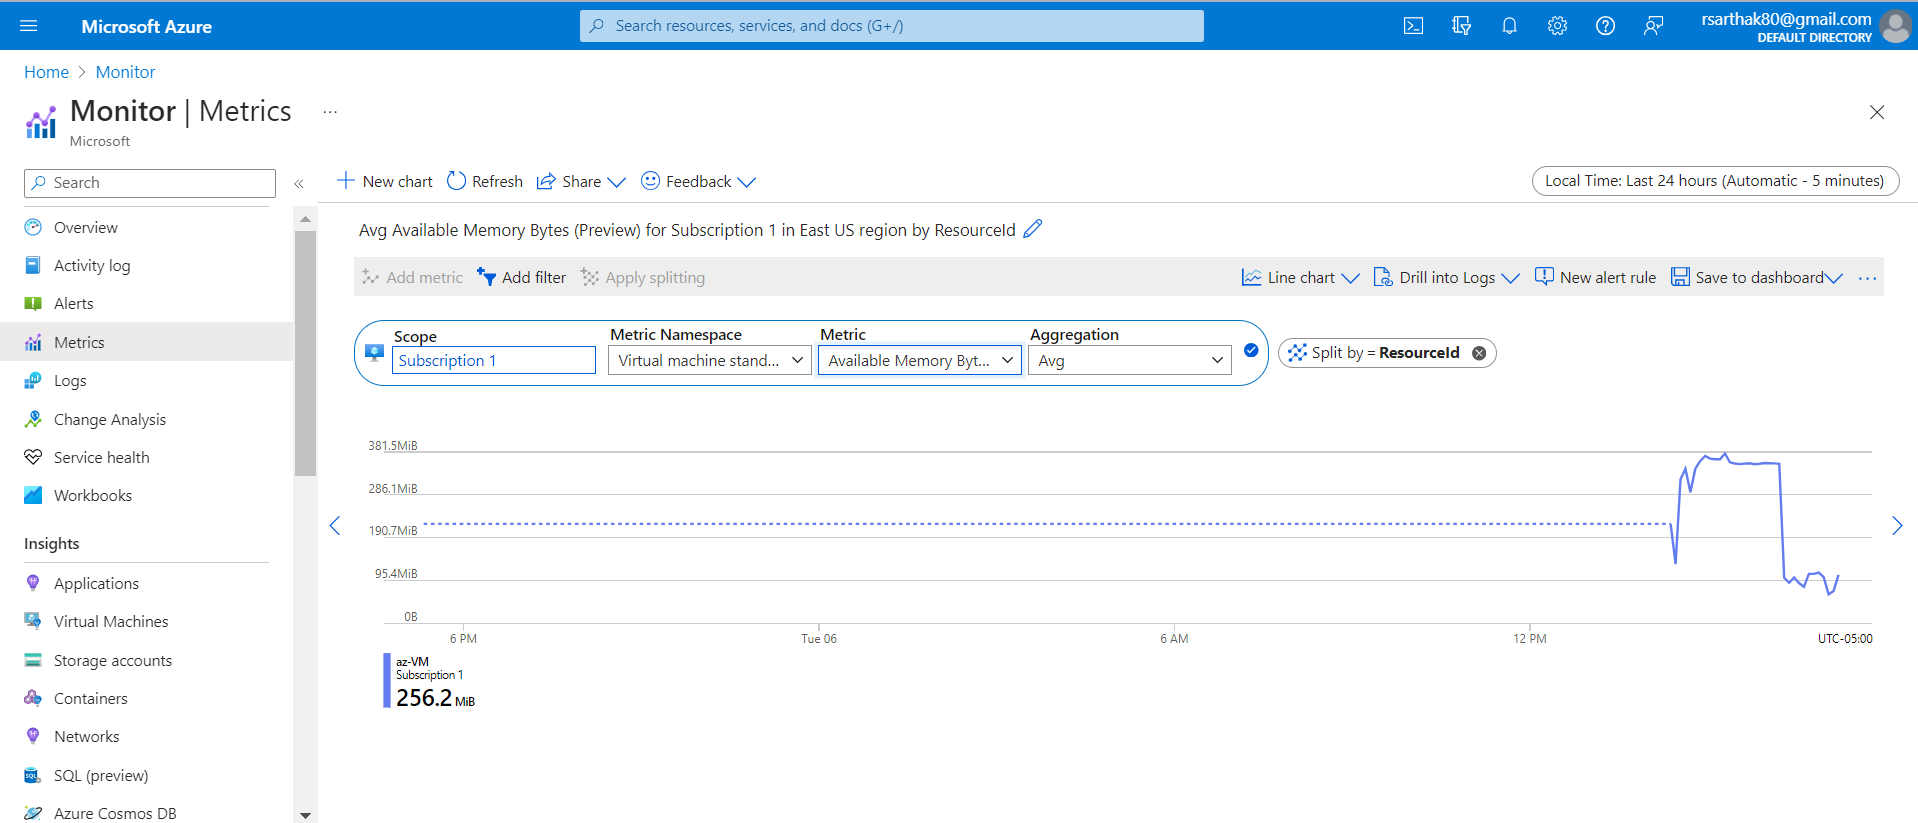 Microsoft Azure
Search resources, services, and docs (G+/)
rsarthak80@gmail.com
DEFAULT DIRECTORY
Home > Monitor
Monitor | Metrics ...
Microsoft
Search
«
New chart Refresh Share Feedback
Local Time: Last 24 hours (Automatic - 5 minutes)
Overview
Activity log
Alerts
Metrics
Logs
Change Analysis
Service health
Workbooks
Insights
Applications
Virtual Machines
Storage accounts
Containers
Networks
SQL (preview)
Azure Cosmos DB
Avg Available Memory Bytes (Preview) for Subscription 1 in East US region by ResourceId
Add metric Add filter Apply splitting Line chart Drill into Logs New alert rule Save to dashboard ...
Scope Metric Namespace Metric Aggregation
Subscription 1 Virtual machine stand... Available Memory Byt... Avg
Split by = ResourceId
381.5MiB
286.1MiB
190.7MiB
95.4MiB
0B
6 PM Tue 06 6 AM 12 PM UTC-05:00
az-VM
Subscription 1
256.2 MiB